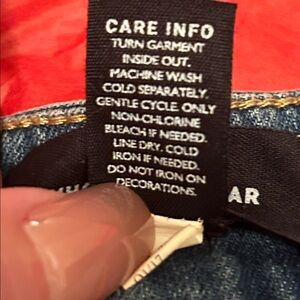 CARE INFO
TURN GARMENT
INSIDE OUT.
MACHINE WASH
COLD SEPARATELY.
GENTLE CYCLE. ONLY
NON-CHLORINE
BLEACH IF NEEDED.
LINE DRY. COLD
IRON IF NEEDED.
DO NOT IRON ON
DECORATIONS.
AR